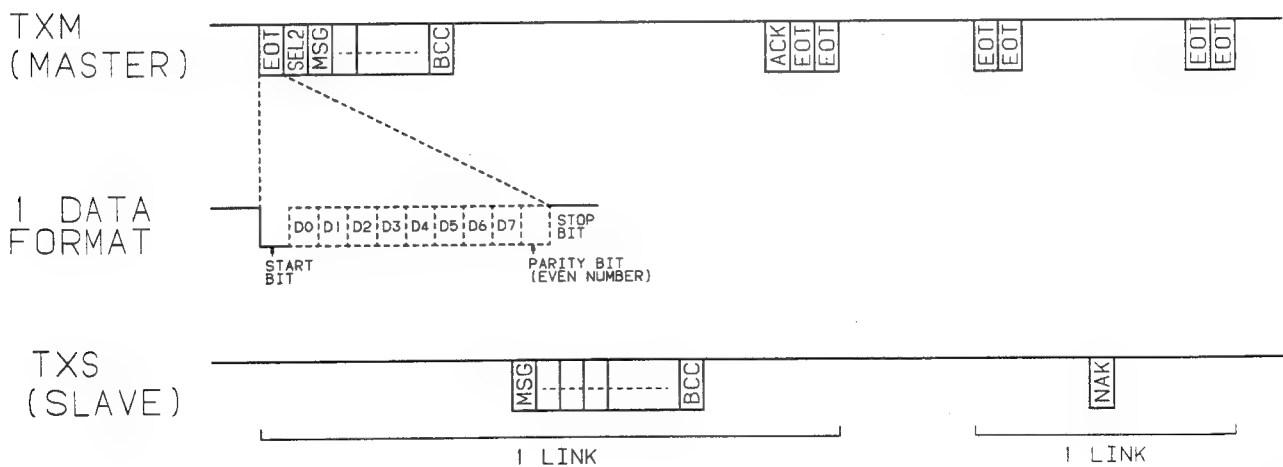 TXM
(MASTER)
EOT
SEL2
MSG
BCC
ACK
EOT
EOT
EOT
EOT
EOT
EOT
1 DATA
FORMAT
D0 D1 D2 D3 D4 D5 D6 D7
STOP
BIT
START
BIT
PARITY BIT
(EVEN NUMBER)
TXS
(SLAVE)
MSG
BCC
NAK
1 LINK
1 LINK